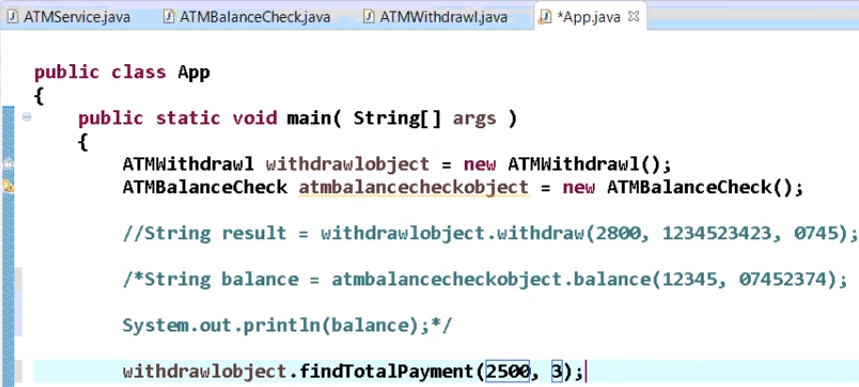 ATMService.java ATMBalanceCheck.java ATMWithdrawl.java *App.java
public class App
{
public static void main( String[] args )
{
ATMWithdrawl withdrawlobject = new ATMWithdrawl();
ATMBalanceCheck atmbalancecheckobject = new ATMBalanceCheck();
//String result = withdrawlobject.withdraw(2800, 1234523423, 0745);
/*String balance = atmbalancecheckobject.balance(12345, 07452374);
System.out.println(balance);*/
withdrawlobject.findTotalPayment(2500, 3);